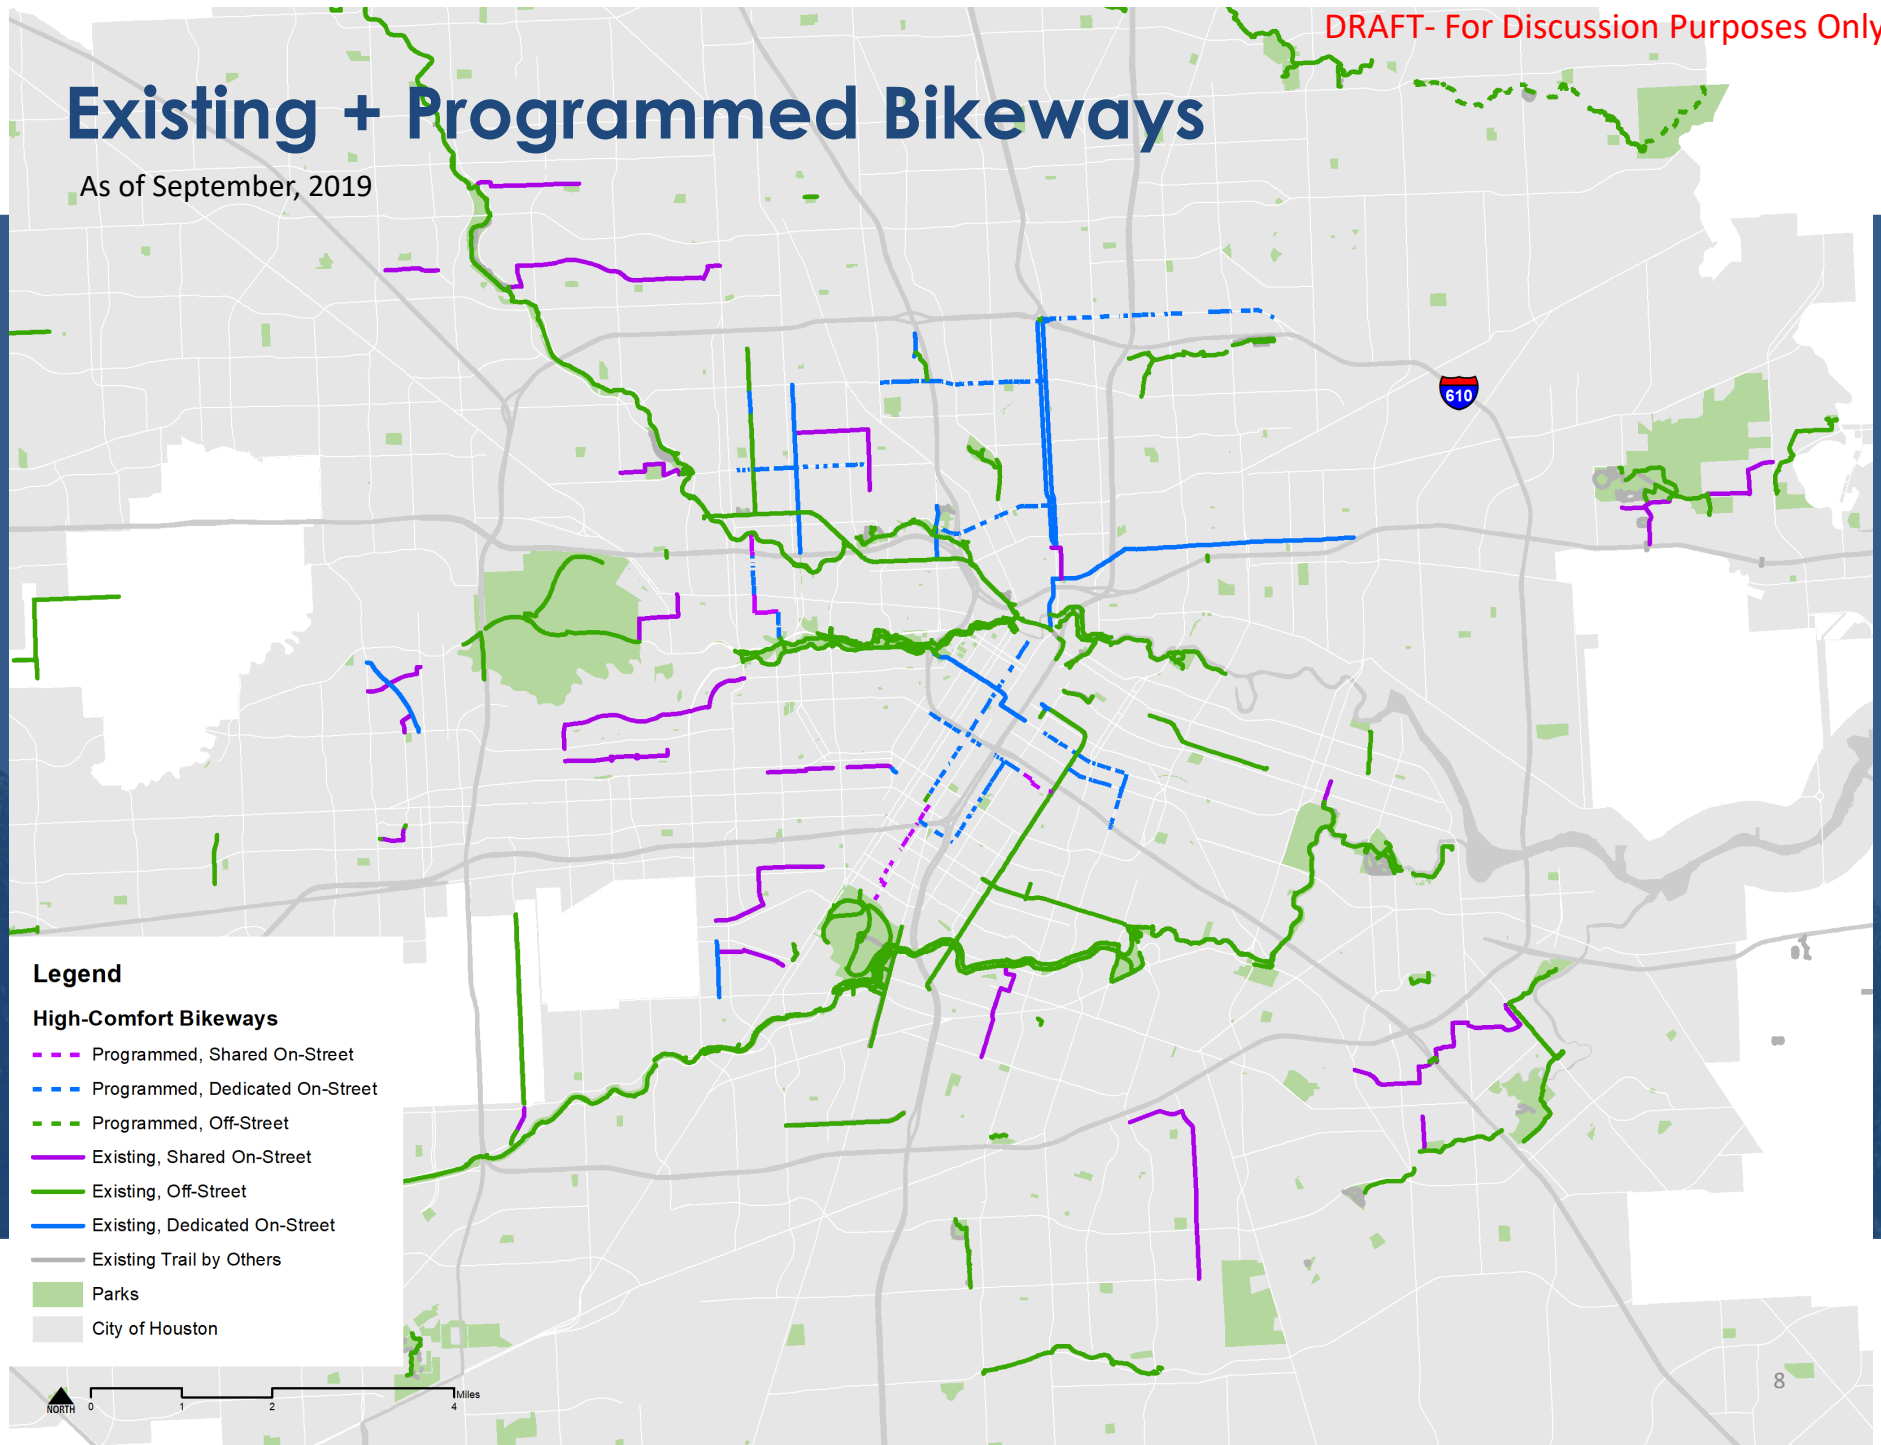 DRAFT- For Discussion Purposes Only
Existing + Programmed Bikeways
As of September, 2019
610
Legend
High-Comfort Bikeways
Programmed, Shared On-Street
Programmed, Dedicated On-Street
Programmed, Off-Street
Existing, Shared On-Street
Existing, Off-Street
Existing, Dedicated On-Street
Existing Trail by Others
Parks
City of Houston
NORTH
0 1 2 4 Miles
8